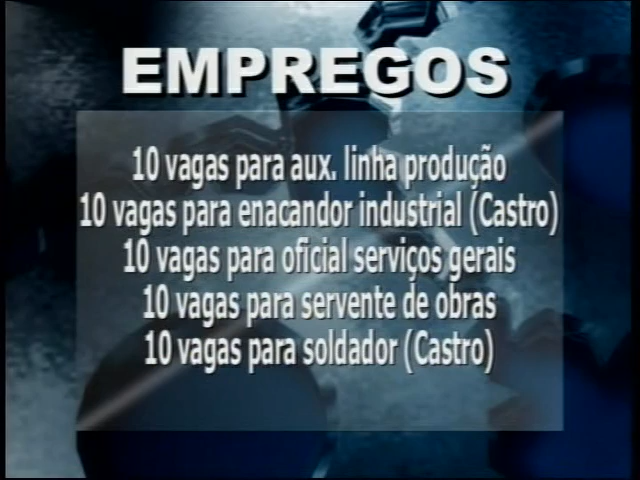 EMPREGOS
10 vagas para aux. linha produção
10 vagas para enacandor industrial (Castro)
10 vagas para oficial serviços gerais
10 vagas para servente de obras
10 vagas para soldador (Castro)